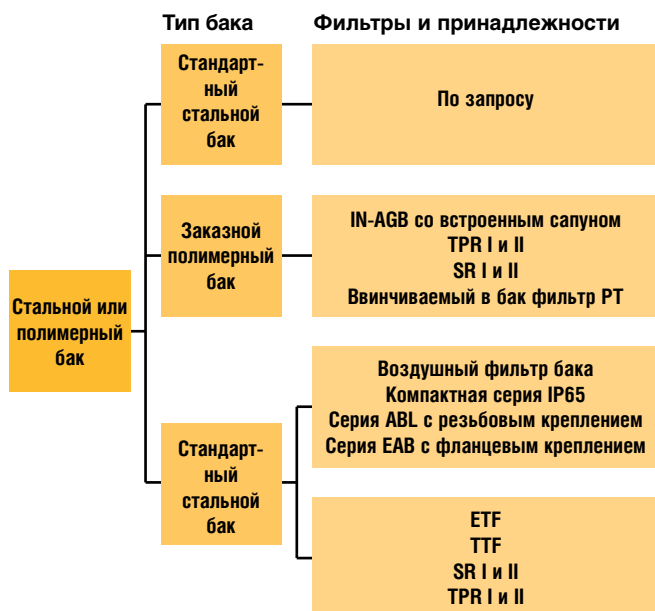 Тип бака
Фильтры и принадлежности
Стандарт-
ный
стальной
бак
По запросу
Заказной
полимерный
бак
IN-AGB со встроенным сапуном
TPR I и II
SR I и II
Ввинчиваемый в бак фильтр PT
Стальной или
полимерный
бак
Воздушный фильтр бака
Компактная серия IP65
Серия ABL с резьбовым креплением
Серия EAB с фланцевым креплением
Стандарт-
ный
стальной
бак
ETF
TTF
SR I и II
TPR I и II